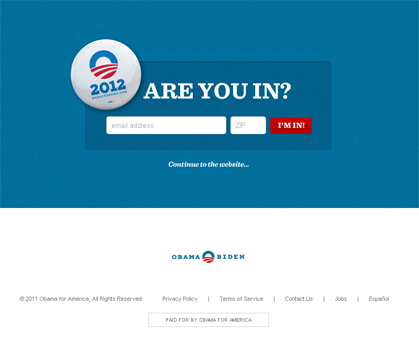 2012
BARACKOBAMA.COM
ARE YOU IN?
email address
ZIP
I'M IN!
Continue to the website...
OBAMA BIDEN
© 2011 Obama for America, All Rights Reserved
Privacy Policy | Terms of Service | Contact Us | Jobs | Español
PAID FOR BY OBAMA FOR AMERICA